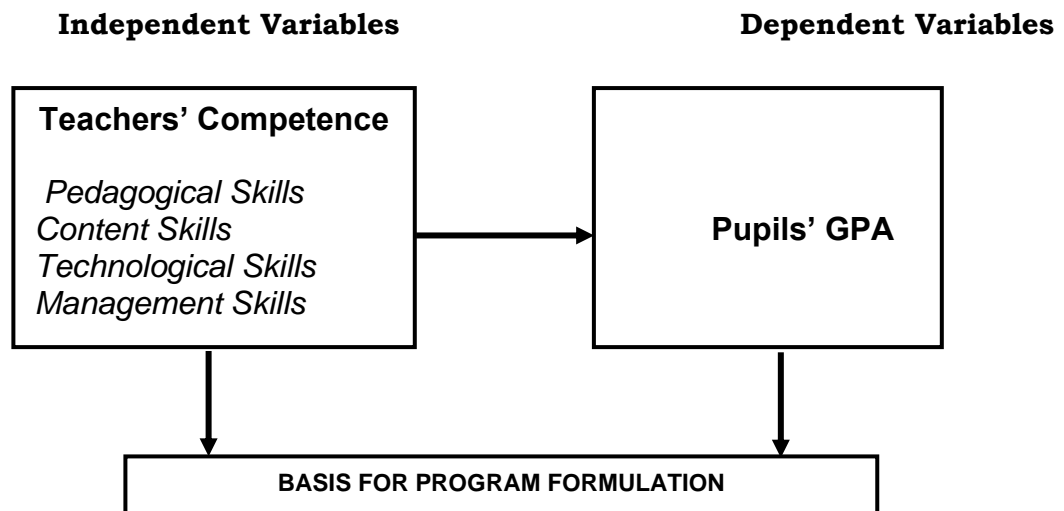 Independent Variables
Dependent Variables
Teachers’ Competence
Pedagogical Skills
Content Skills
Technological Skills
Management Skills
Pupils’ GPA
BASIS FOR PROGRAM FORMULATION